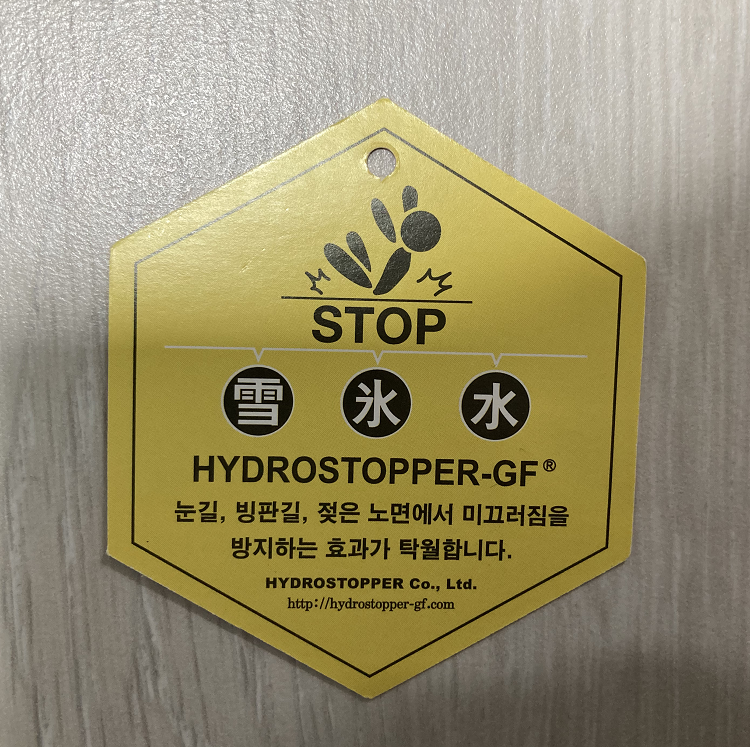 STOP
雪 氷 水
HYDROSTOPPER-GF®
눈길, 빙판길, 젖은 노면에서 미끄러짐을
방지하는 효과가 탁월합니다.
HYDROSTOPPER Co., Ltd.
http://hydrostopper-gf.com